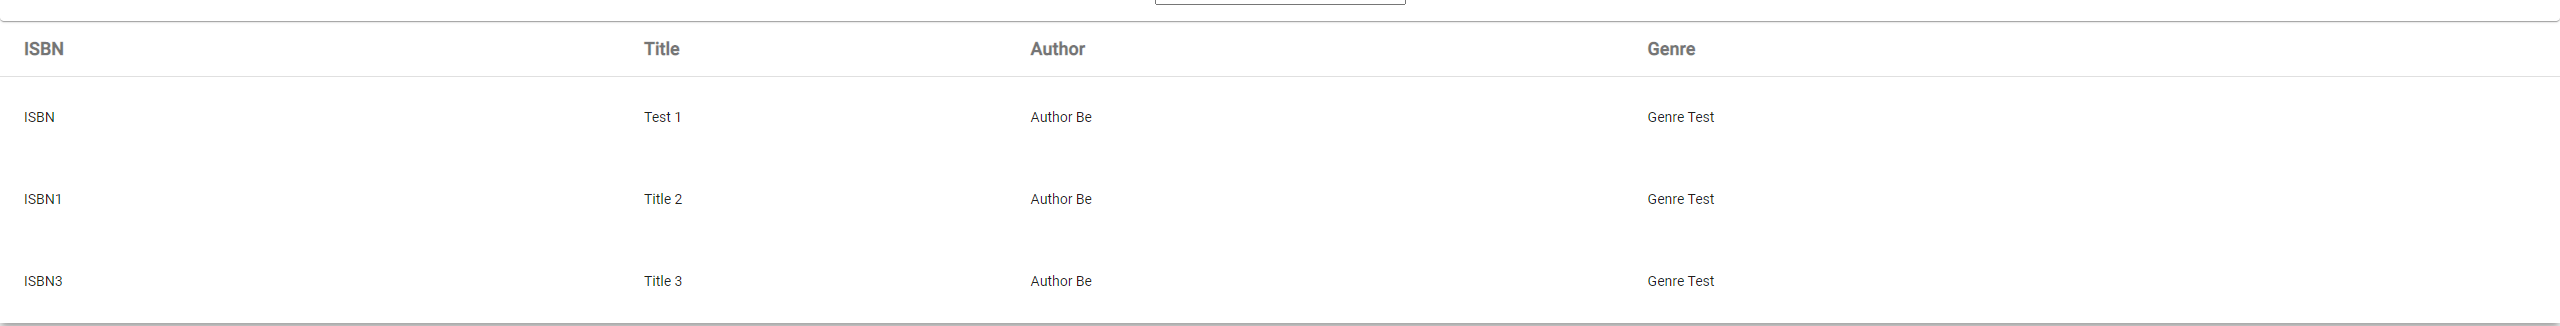 ISBN Title Author Genre
ISBN Test 1 Author Be Genre Test
ISBN1 Title 2 Author Be Genre Test
ISBN3 Title 3 Author Be Genre Test